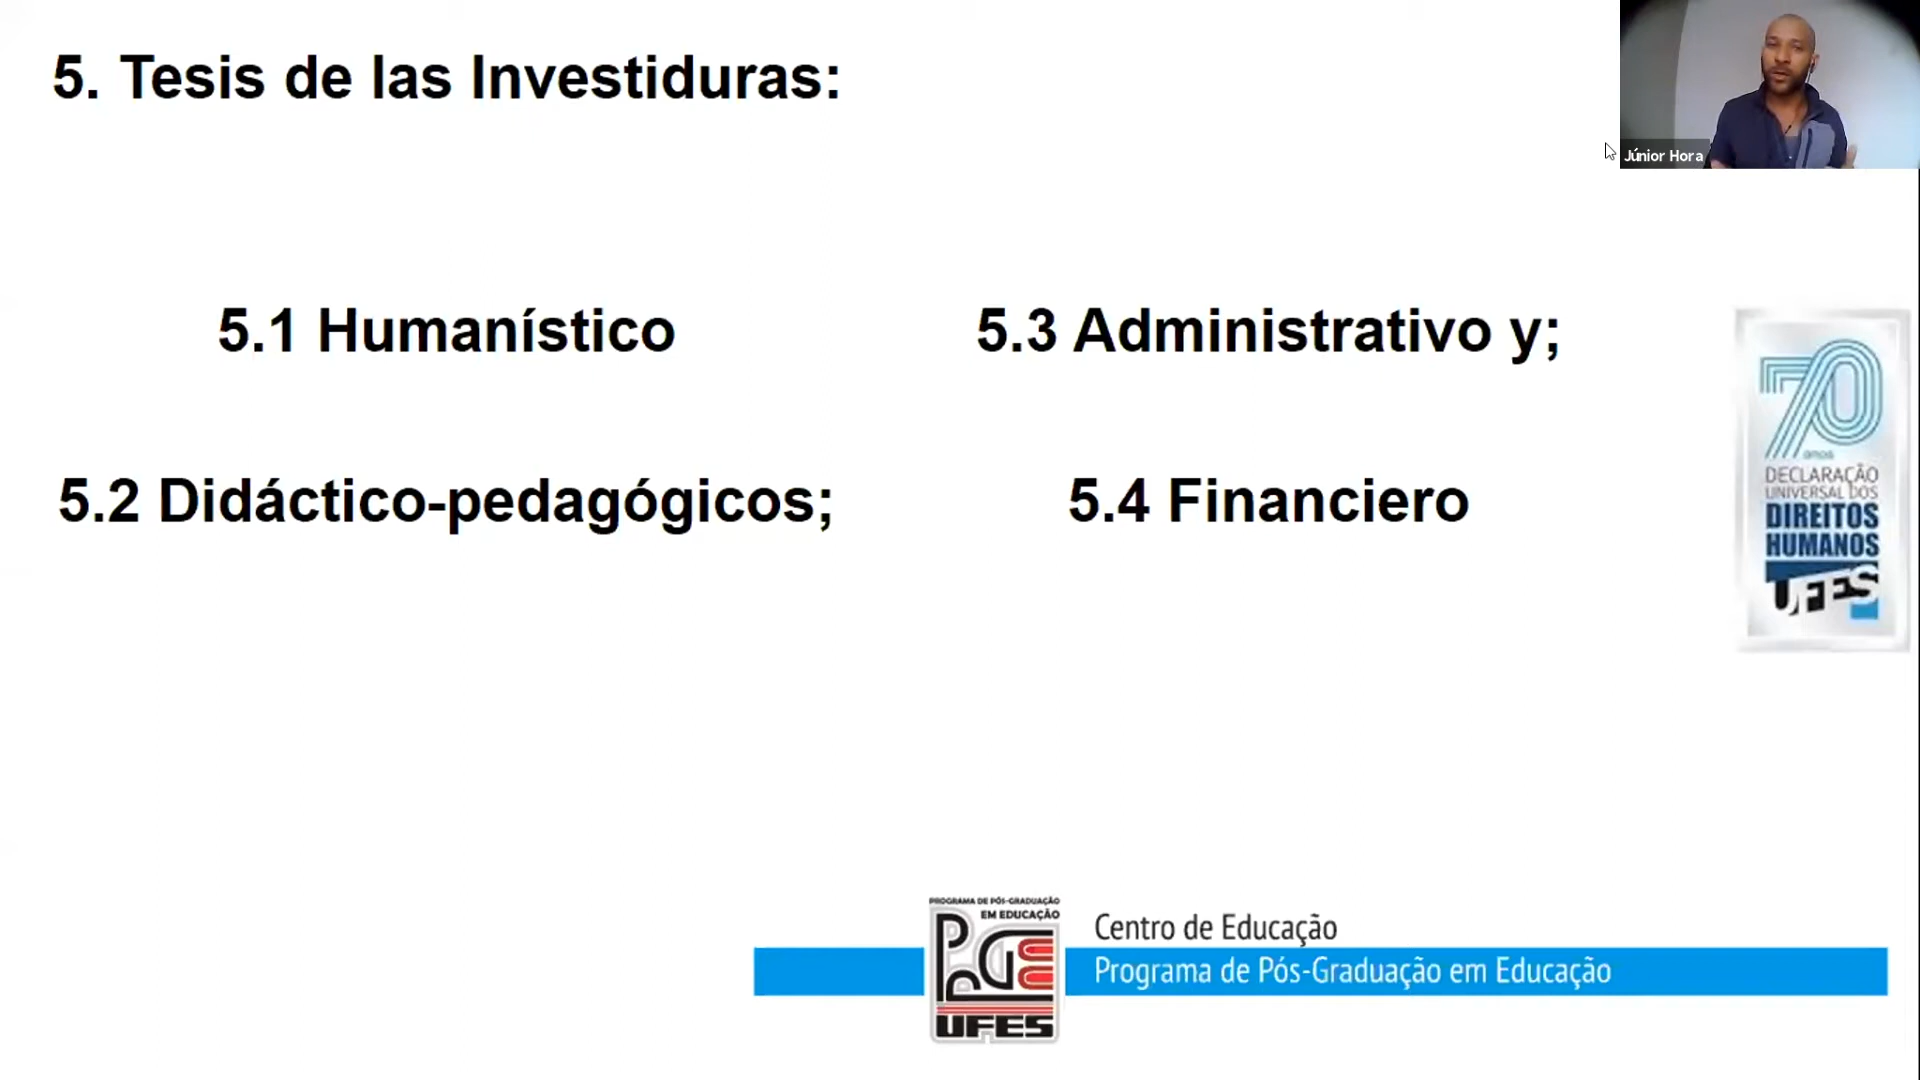 5. Tesis de las Investiduras:
Júnior Hora
5.1 Humanístico
5.3 Administrativo y;
5.2 Didáctico-pedagógicos;
5.4 Financiero
70
anos
DECLARAÇÃO
UNIVERSAL DOS
DIREITOS
HUMANOS
UFES
PROGRAMA DE PÓS-GRADUAÇÃO
EM EDUCAÇÃO
PPGE
UFES
Centro de Educação
Programa de Pós-Graduação em Educação